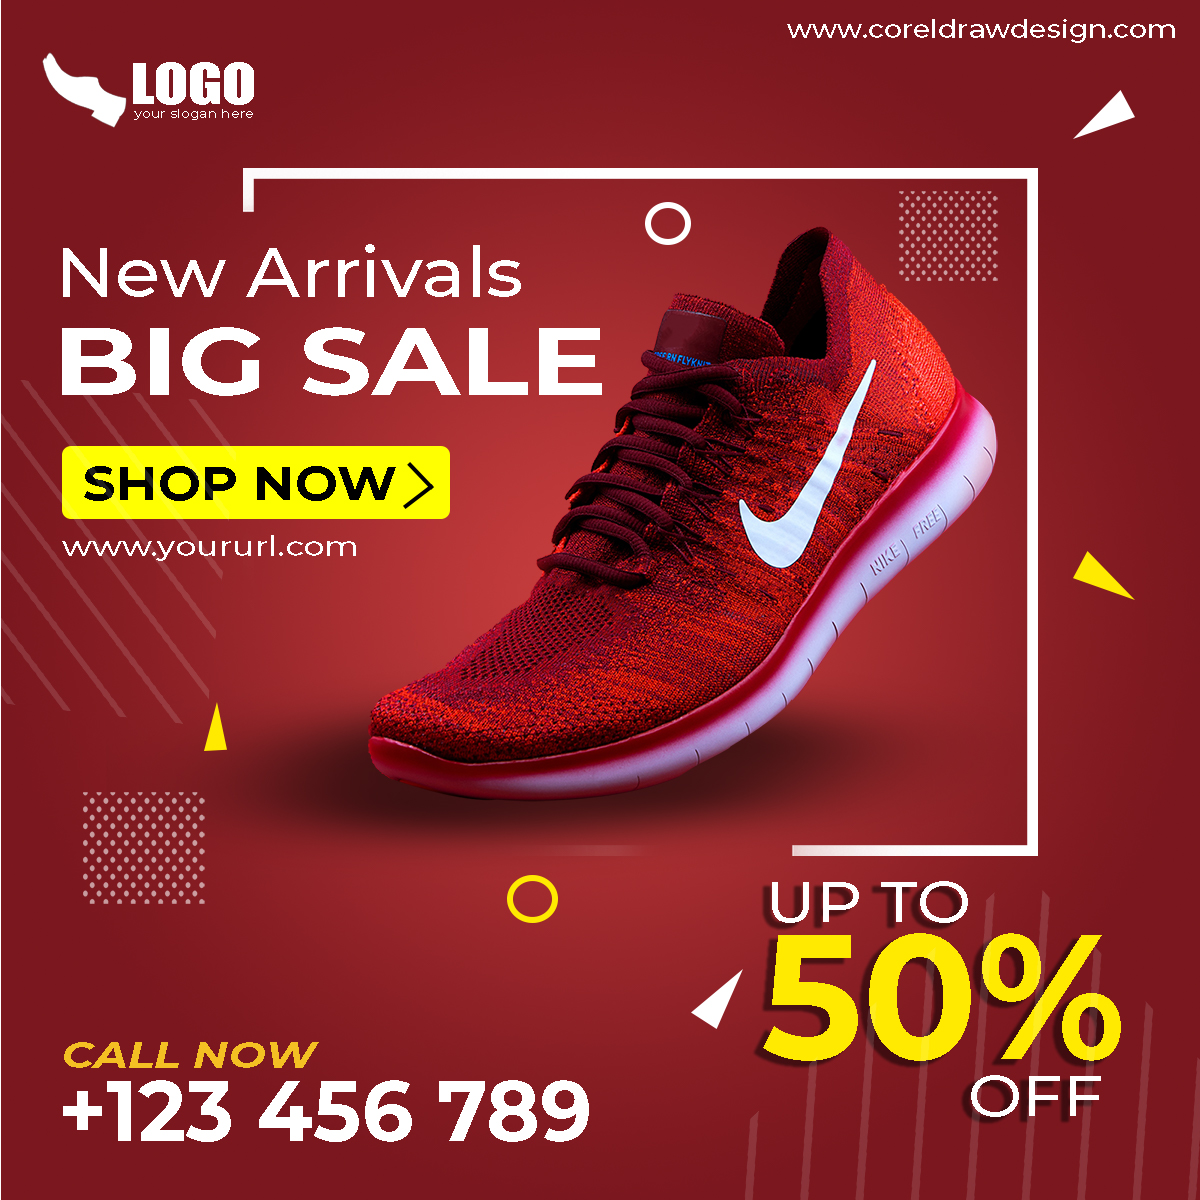 www.coreldrawdesign.com
LOGO
your slogan here
New Arrivals
BIG SALE
SHOP NOW
www.yoururl.com
FLYKNIT
NIKE FREE
UP TO
50%
OFF
CALL NOW
+123 456 789